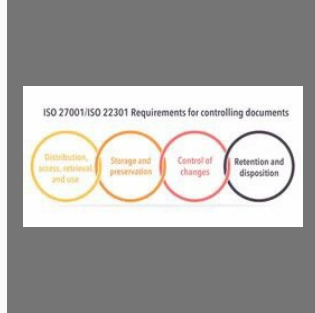 ISO 27001/ISO 22301 Requirements for controlling documents
Distribution,
access, retrieval
and use
Storage and
preservation
Control of
changes
Retention and
disposition